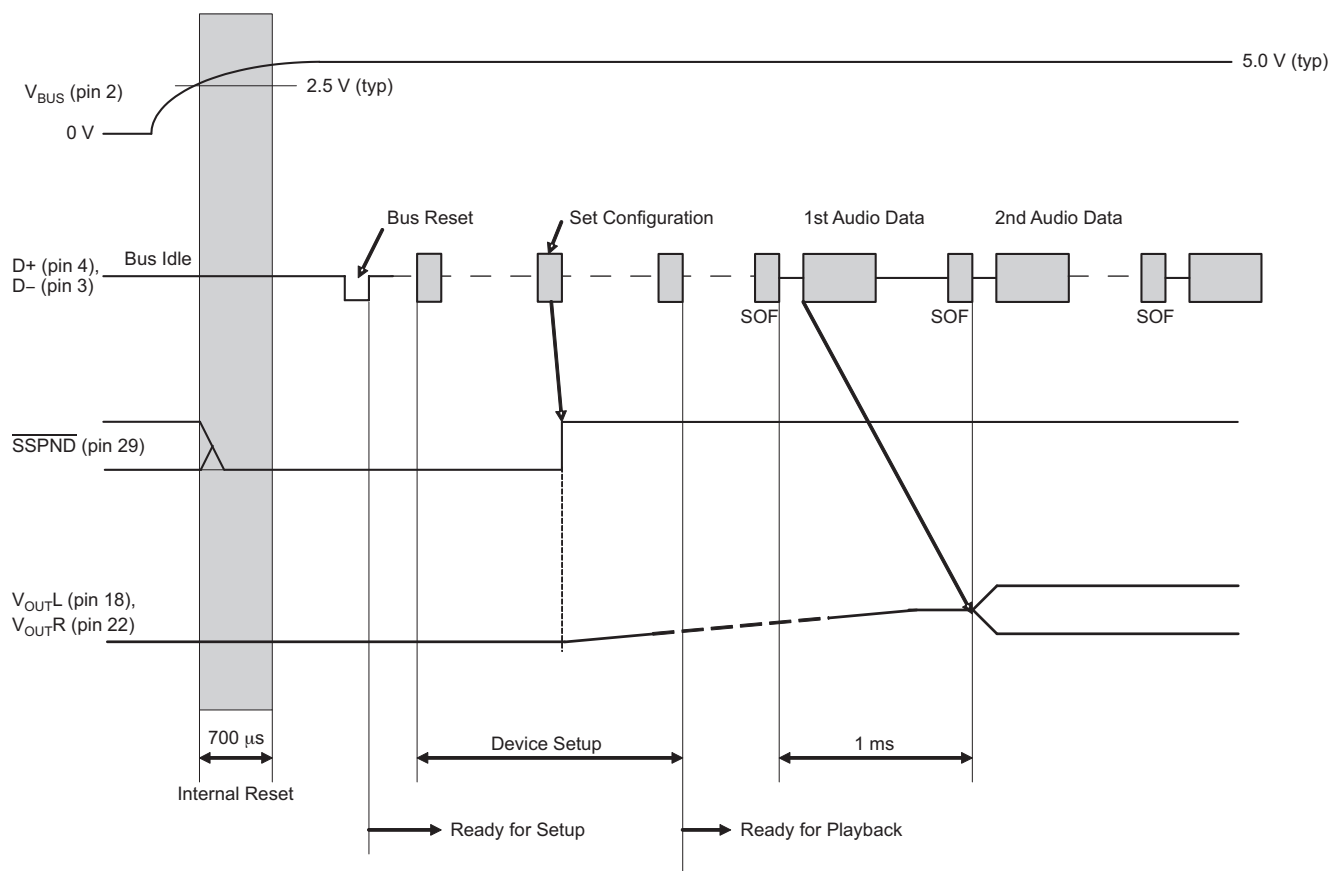 5.0 V (typ)
V_BUS (pin 2)
2.5 V (typ)
0 V
Bus Reset
Set Configuration
1st Audio Data
2nd Audio Data
D+ (pin 4),
D– (pin 3)
Bus Idle
SOF
SOF
SOF
SSPND (pin 29)
V_OUTL (pin 18),
V_OUTR (pin 22)
700 μs
Device Setup
1 ms
Internal Reset
Ready for Setup
Ready for Playback